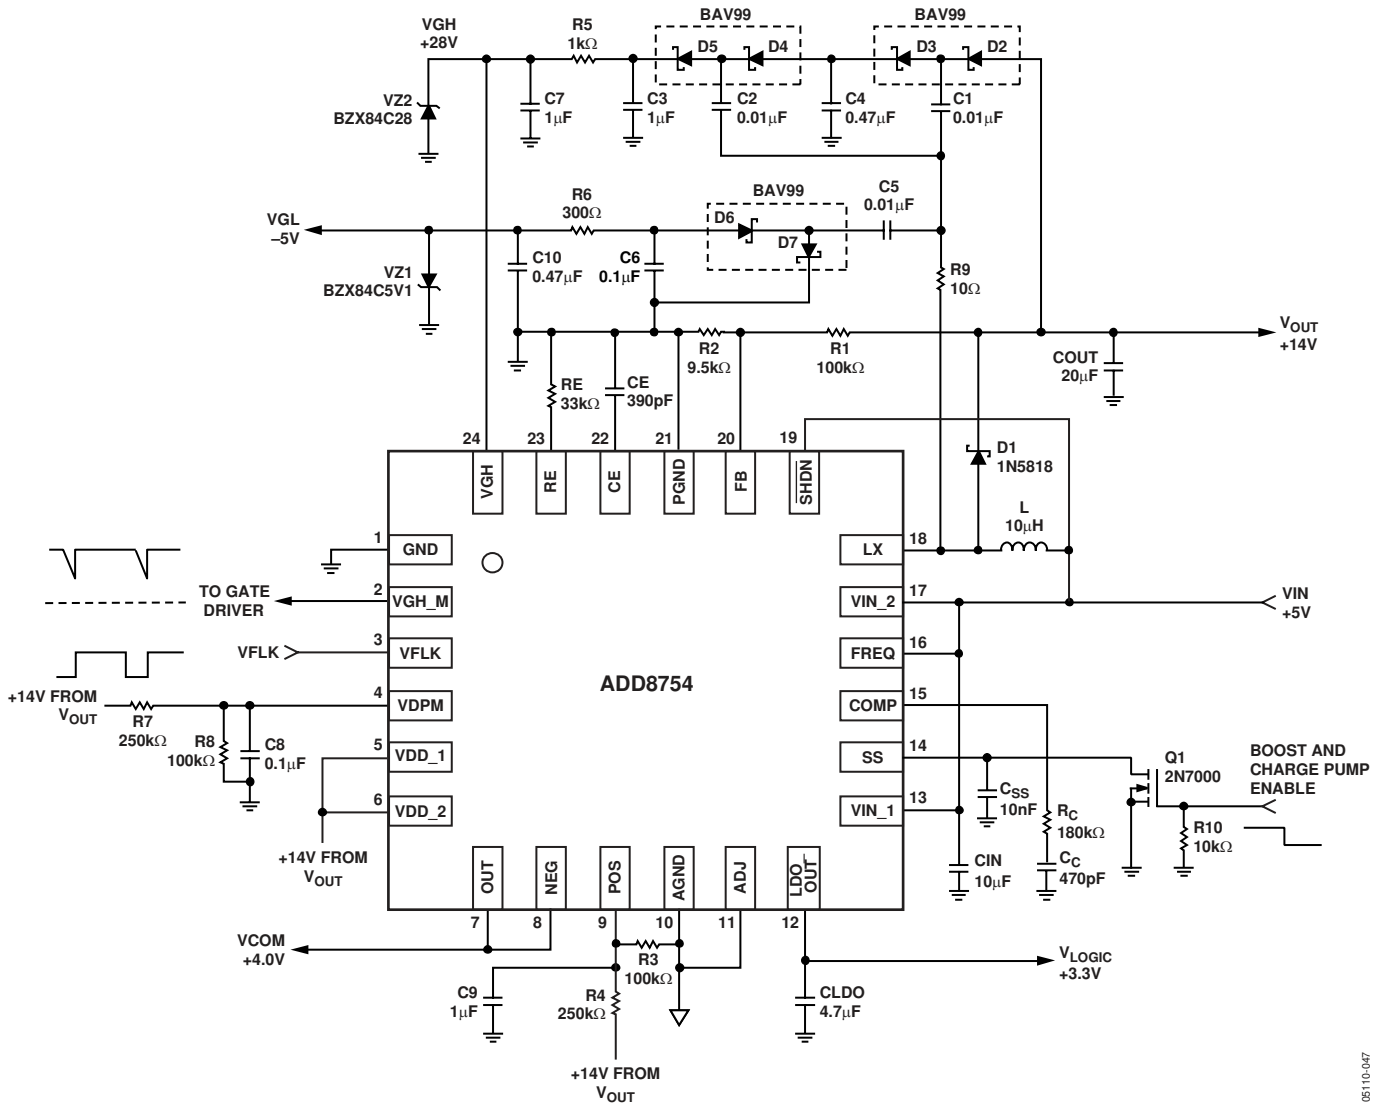 VGH
+28V
R5
1kΩ
BAV99
BAV99
D5
D4
D3
D2
VZ2
BZX84C28
C7
1μF
C3
1μF
C2
0.01μF
C4
0.47μF
C1
0.01μF
VGL
–5V
R6
300Ω
BAV99
D6
D7
C5
0.01μF
VZ1
BZX84C5V1
C10
0.47μF
C6
0.1μF
R9
10Ω
VOUT
+14V
R2
9.5kΩ
R1
100kΩ
COUT
20μF
RE
33kΩ
CE
390pF
24
23
22
21
20
19
VGH
RE
CE
PGND
FB
SHDN
D1
1N5818
L
10μH
1
GND
18
LX
TO GATE
DRIVER
2
VGH_M
17
VIN_2
VIN
+5V
VFLK
3
VFLK
16
FREQ
ADD8754
+14V FROM
VOUT
R7
250kΩ
R8
100kΩ
C8
0.1μF
4
VDPM
15
COMP
5
VDD_1
14
SS
6
VDD_2
13
VIN_1
CSS
10nF
RC
180kΩ
Q1
2N7000
BOOST AND
CHARGE PUMP
ENABLE
R10
10kΩ
+14V FROM
VOUT
CIN
10μF
CC
470pF
OUT
NEG
POS
AGND
ADJ
LDO_
OUT
7
8
9
10
11
12
VCOM
+4.0V
R3
100kΩ
VLOGIC
+3.3V
C9
1μF
R4
250kΩ
CLDO
4.7μF
+14V FROM
VOUT
05110-047